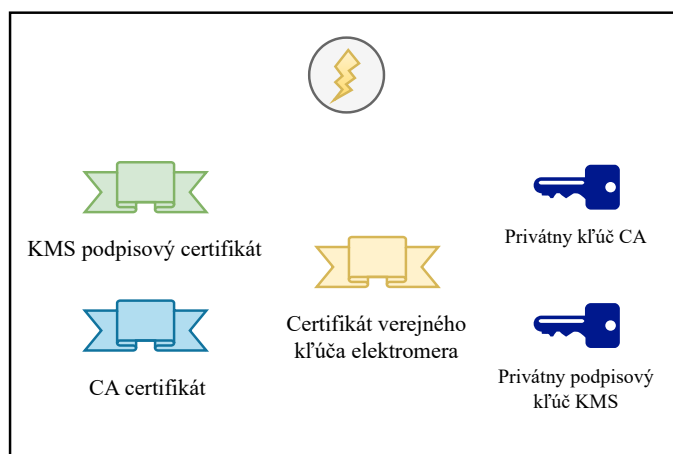 KMS podpisový certifikát
CA certifikát
Certifikát verejného
kľúča elektromera
Privátny kľúč CA
Privátny podpisový
kľúč KMS